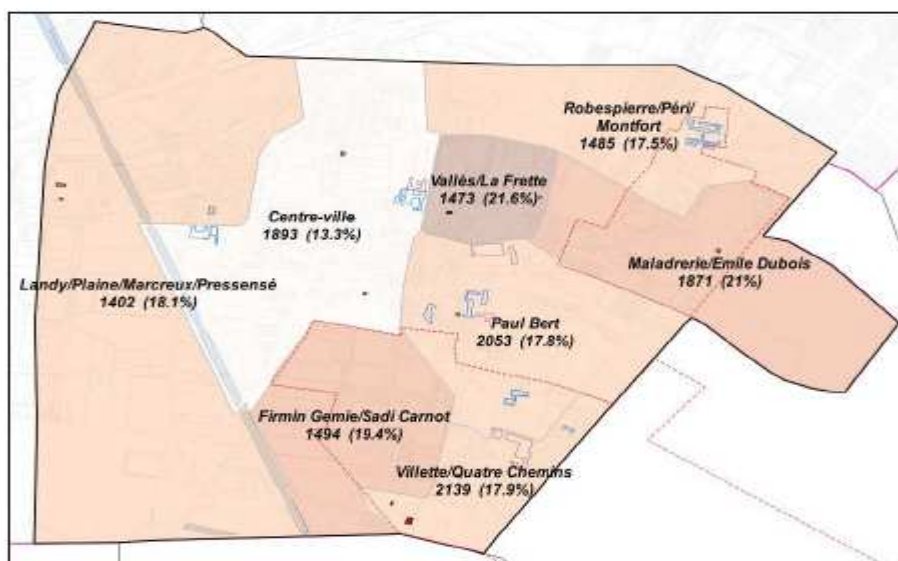 Robespierre/Péri/
Montfort
1485 (17.5%)
Vallès/La Frette
1473 (21.6%)
Centre-ville
1893 (13.3%)
Maladrerie/Emile Dubois
1871 (21%)
Landy/Plaine/Marcreux/Pressensé
1402 (18.1%)
Paul Bert
2053 (17.8%)
Firmin Gemie/Sadi Carnot
1494 (19.4%)
Villette/Quatre Chemins
2139 (17.9%)